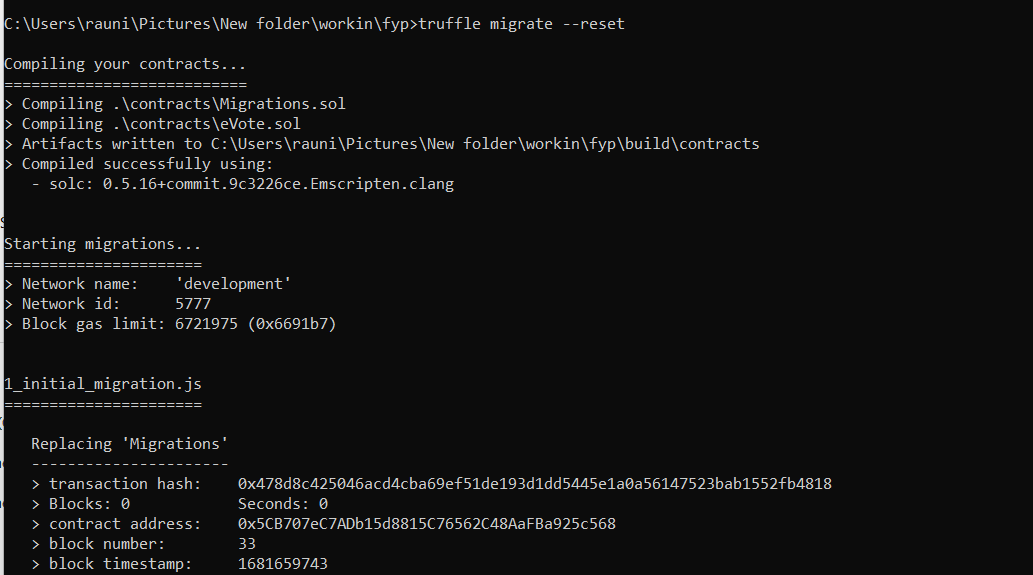 C:\Users\rauni\Pictures\New folder\workin\fyp>truffle migrate --reset
Compiling your contracts...
===========================
> Compiling .\contracts\Migrations.sol
> Compiling .\contracts\eVote.sol
> Artifacts written to C:\Users\rauni\Pictures\New folder\workin\fyp\build\contracts
> Compiled successfully using:
   - solc: 0.5.16+commit.9c3226ce.Emscripten.clang
Starting migrations...
======================
> Network name:    'development'
> Network id:      5777
> Block gas limit: 6721975 (0x6691b7)
1_initial_migration.js
======================
   Replacing 'Migrations'
   ----------------------
   > transaction hash:    0x478d8c425046acd4cba69ef51de193d1dd5445e1a0a56147523bab1552fb4818
   > Blocks: 0            Seconds: 0
   > contract address:    0x5CB707eC7ADb15d8815C76562C48AaFBa925c568
   > block number:        33
   > block timestamp:     1681659743